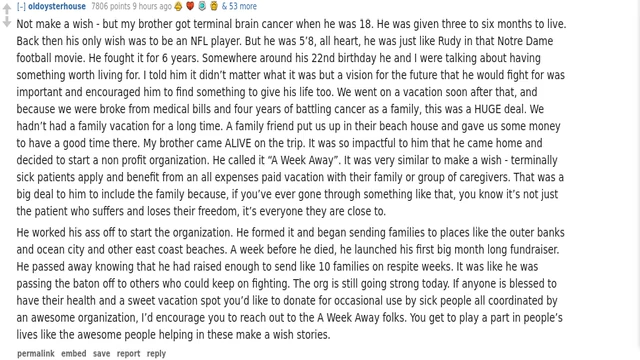 [-] oldoysterhouse 7806 points 9 hours ago & 53 more
Not make a wish - but my brother got terminal brain cancer when he was 18. He was given three to six months to live.
Back then his only wish was to be an NFL player. But he was 5'8, all heart, he was just like Rudy in that Notre Dame
football movie. He fought it for 6 years. Somewhere around his 22nd birthday he and I were talking about having
something worth living for. I told him it didn't matter what it was but a vision for the future that he would fight for was
important and encouraged him to find something to give his life too. We went on a vacation soon after that, and
because we were broke from medical bills and four years of battling cancer as a family, this was a HUGE deal. We
hadn't had a family vacation for a long time. A family friend put us up in their beach house and gave us some money
to have a good time there. My brother came ALIVE on the trip. It was so impactful to him that he came home and
decided to start a non profit organization. He called it "A Week Away". It was very similar to make a wish - terminally
sick patients apply and benefit from an all expenses paid vacation with their family or group of caregivers. That was a
big deal to him to include the family because, if you've ever gone through something like that, you know it's not just
the patient who suffers and loses their freedom, it's everyone they are close to.
He worked his ass off to start the organization. He formed it and began sending families to places like the outer banks
and ocean city and other east coast beaches. A week before he died, he launched his first big month long fundraiser.
He passed away knowing that he had raised enough to send like 10 families on respite weeks. It was like he was
passing the baton off to others who could keep on fighting. The org is still going strong today. If anyone is blessed to
have their health and a sweet vacation spot you'd like to donate for occasional use by sick people all coordinated by
an awesome organization, I'd encourage you to reach out to the A Week Away folks. You get to play a part in people's
lives like the awesome people helping in these make a wish stories.
permalink embed save report reply